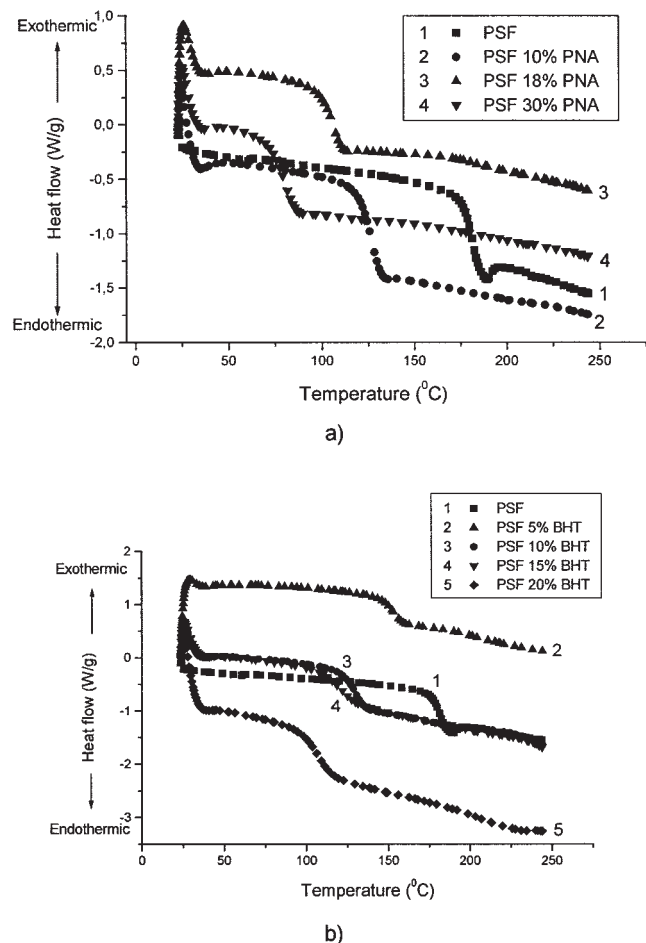 Exothermic
1,0
0,5
0,0
-0,5
-1,0
-1,5
-2,0
Endothermic
Heat flow (W/g)
1 ■ PSF
2 ● PSF 10% PNA
3 ▲ PSF 18% PNA
4 ▼ PSF 30% PNA
3
4
1
2
0 50 100 150 200 250
Temperature (⁰C)
a)
1 ■ PSF
2 ▲ PSF 5% BHT
3 ● PSF 10% BHT
4 ▼ PSF 15% BHT
5 ◆ PSF 20% BHT
Exothermic
2
1
0
-1
-2
-3
Endothermic
Heat flow (W/g)
2
3
1
4
5
0 50 100 150 200 250
Temperature (⁰C)
b)